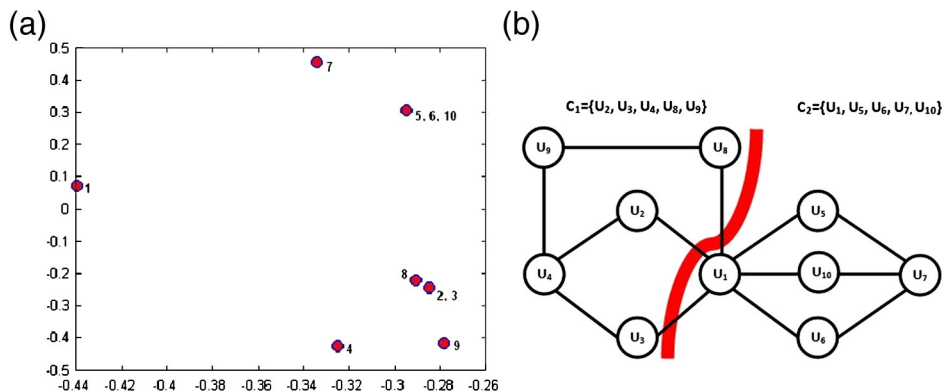 (a)
0.5
0.4
0.3
0.2
0.1
0
-0.1
-0.2
-0.3
-0.4
-0.5
-0.44 -0.42 -0.4 -0.38 -0.36 -0.34 -0.32 -0.3 -0.28 -0.26
7
5, 6, 10
1
8
2, 3
4
9
(b)
C₁={U₂, U₃, U₄, U₈, U₉}
C₂={U₁, U₅, U₆, U₇, U₁₀}
U₉
U₈
U₂
U₅
U₄
U₁
U₁₀
U₇
U₃
U₆